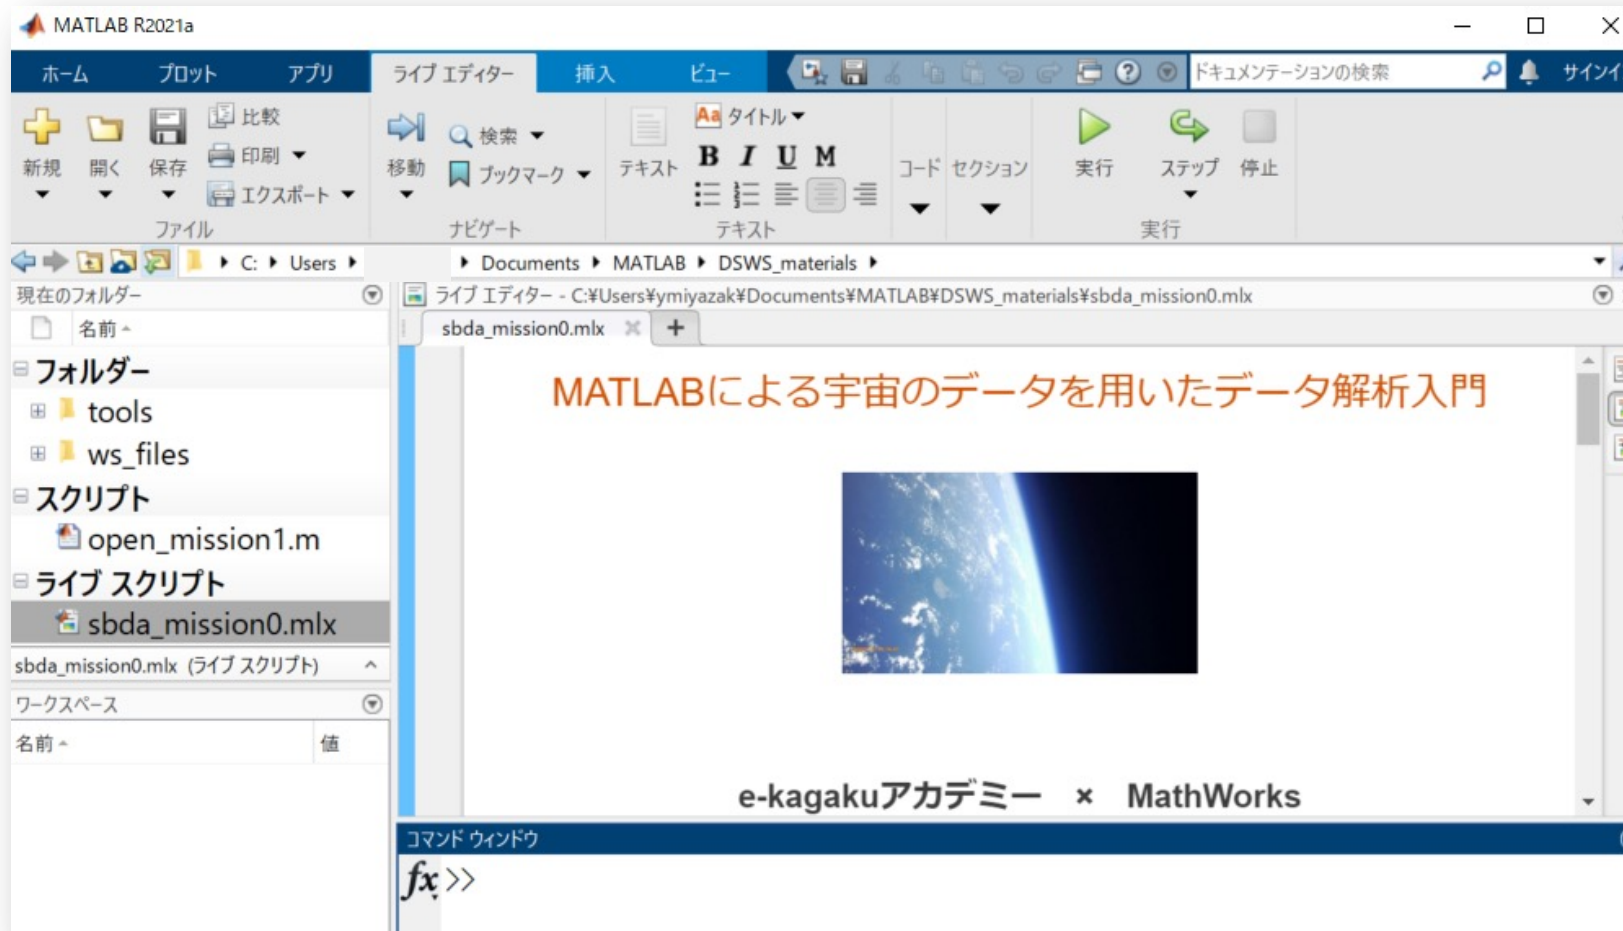 MATLAB R2021a
ホーム プロット アプリ ライブ エディター 挿入 ビュー ドキュメンテーションの検索 サインイ
比較
タイトル
検索
印刷
B I U M
新規 開く 保存 移動 テキスト コード セクション 実行 ステップ 停止
ブックマーク
エクスポート
ファイル ナビゲート テキスト 実行
C: Users Documents MATLAB DSWS_materials
現在のフォルダー
ライブ エディター - C:¥Users¥ymiyazak¥Documents¥MATLAB¥DSWS_materials¥sbda_mission0.mlx
名前
sbda_mission0.mlx
フォルダー
tools
ws_files
スクリプト
open_mission1.m
ライブ スクリプト
sbda_mission0.mlx
sbda_mission0.mlx (ライブ スクリプト)
ワークスペース
名前 値
MATLABによる宇宙のデータを用いたデータ解析入門
e-kagakuアカデミー × MathWorks
コマンド ウィンドウ
fx >>